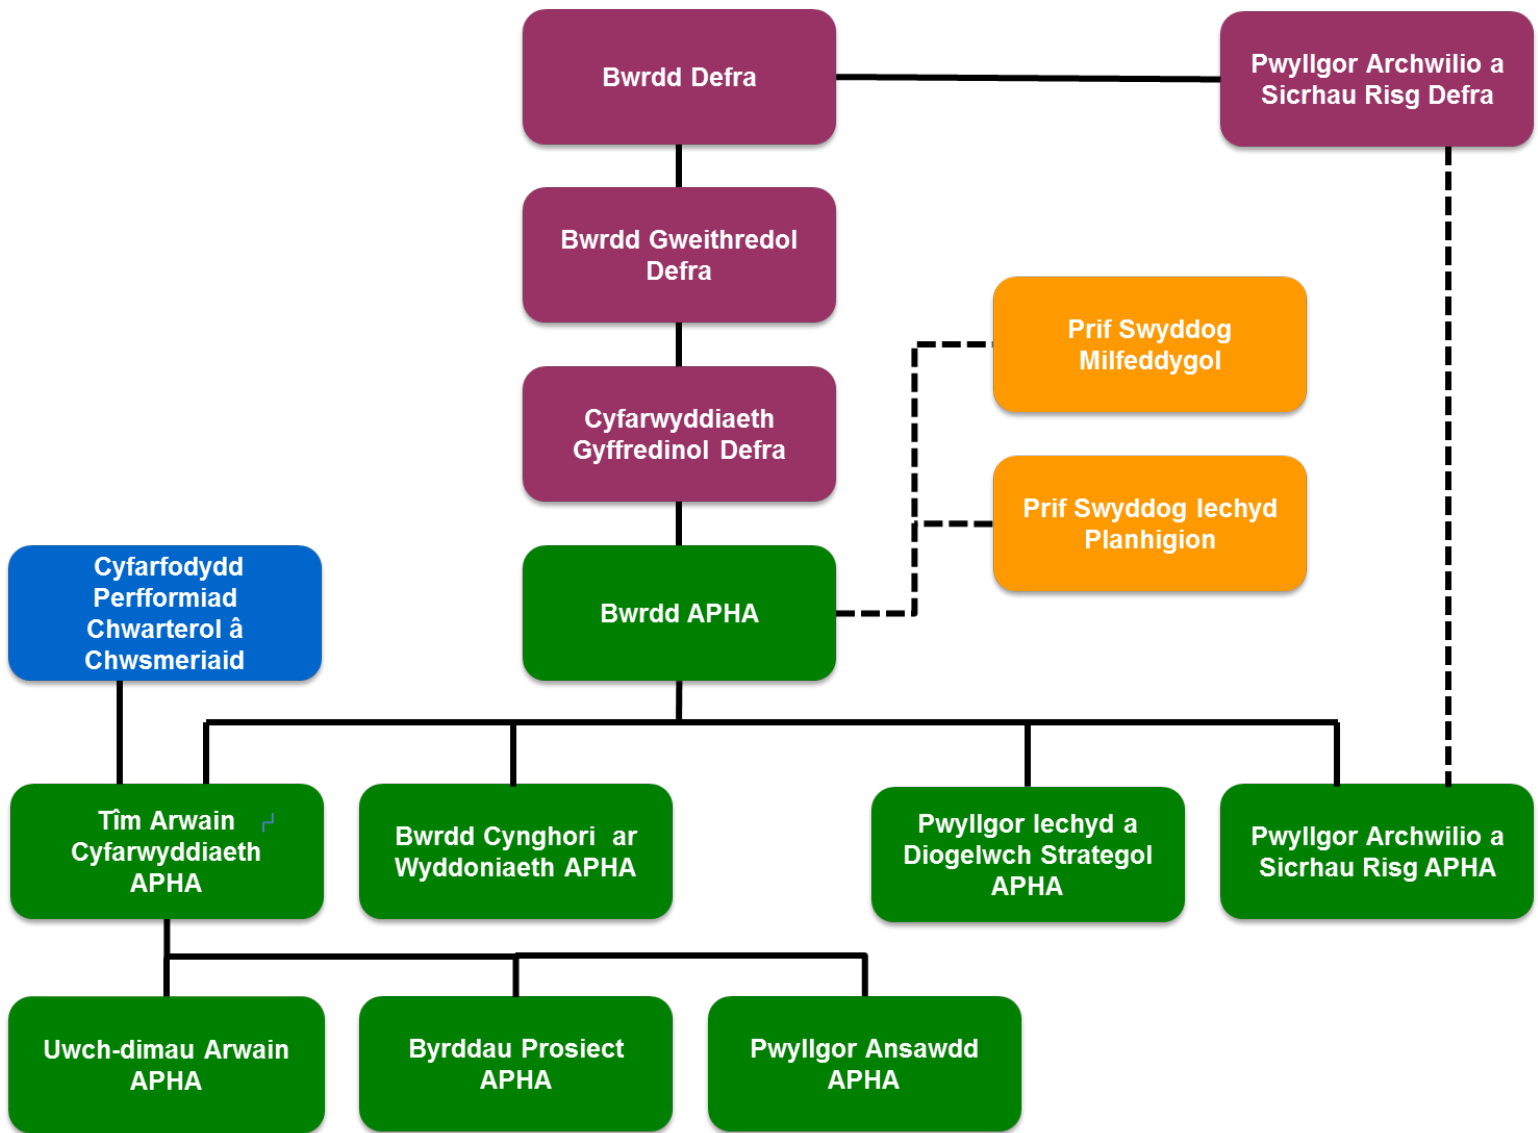 Bwrdd Defra
Pwyllgor Archwilio a
Sicrhau Risg Defra
Bwrdd Gweithredol
Defra
Prif Swyddog
Milfeddygol
Cyfarwyddiaeth
Gyffredinol Defra
Prif Swyddog Iechyd
Planhigion
Cyfarfodydd
Perfformiad
Chwarterol â
Chwsmeriaid
Bwrdd APHA
Tîm Arwain
Cyfarwyddiaeth
APHA
Bwrdd Cynghori ar
Wyddoniaeth APHA
Pwyllgor Iechyd a
Diogelwch Strategol
APHA
Pwyllgor Archwilio a
Sicrhau Risg APHA
Uwch-dimau Arwain
APHA
Byrddau Prosiect
APHA
Pwyllgor Ansawdd
APHA